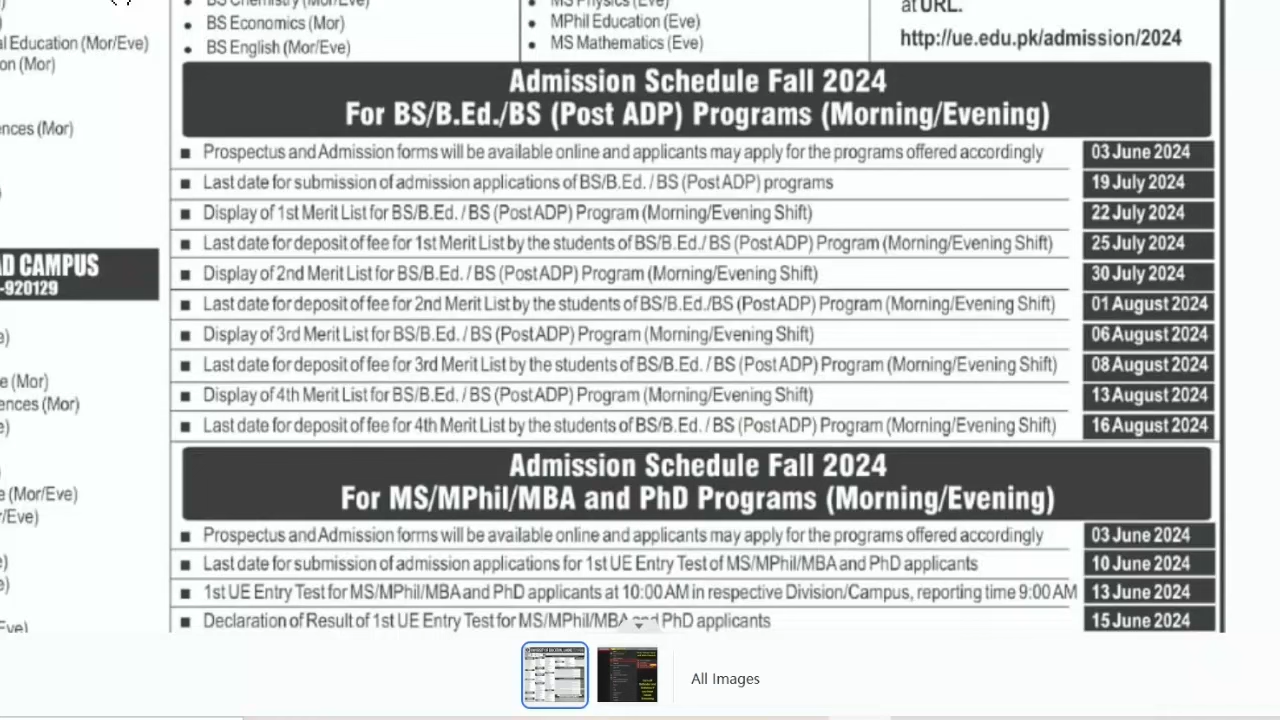 l Education (Mor/Eve)
on (Mor)
nces (Mor)
AD CAMPUS
-920129
e (Mor)
ences (Mor)
e (Mor/Eve)
r/Eve)
BS Economics (Mor)
BS English (Mor/Eve)
MS Physics (Eve)
MPhil Education (Eve)
MS Mathematics (Eve)
at URL:
http://ue.edu.pk/admission/2024
Admission Schedule Fall 2024
For BS/B.Ed./BS (Post ADP) Programs (Morning/Evening)
Prospectus and Admission forms will be available online and applicants may apply for the programs offered accordingly 03 June 2024
Last date for submission of admission applications of BS/B.Ed. / BS (Post ADP) programs 19 July 2024
Display of 1st Merit List for BS/B.Ed. / BS (Post ADP) Program (Morning/Evening Shift) 22 July 2024
Last date for deposit of fee for 1st Merit List by the students of BS/B.Ed./ BS (Post ADP) Program (Morning/Evening Shift) 25 July 2024
Display of 2nd Merit List for BS/B.Ed. / BS (Post ADP) Program (Morning/Evening Shift) 30 July 2024
Last date for deposit of fee for 2nd Merit List by the students of BS/B.Ed./BS (Post ADP) Program (Morning/Evening Shift) 01 August 2024
Display of 3rd Merit List for BS/B.Ed. / BS (Post ADP) Program (Morning/Evening Shift) 06 August 2024
Last date for deposit of fee for 3rd Merit List by the students of BS/B.Ed. / BS (Post ADP) Program (Morning/Evening Shift) 08 August 2024
Display of 4th Merit List for BS/B.Ed. / BS (Post ADP) Program (Morning/Evening Shift) 13 August 2024
Last date for deposit of fee for 4th Merit List by the students of BS/B.Ed. / BS (Post ADP) Program (Morning/Evening Shift) 16 August 2024
Admission Schedule Fall 2024
For MS/MPhil/MBA and PhD Programs (Morning/Evening)
Prospectus and Admission forms will be available online and applicants may apply for the programs offered accordingly 03 June 2024
Last date for submission of admission applications for 1st UE Entry Test of MS/MPhil/MBA and PhD applicants 10 June 2024
1st UE Entry Test for MS/MPhil/MBA and PhD applicants at 10:00 AM in respective Division/Campus, reporting time 9:00 AM 13 June 2024
Declaration of Result of 1st UE Entry Test for MS/MPhil/MBA and PhD applicants 15 June 2024
All Images